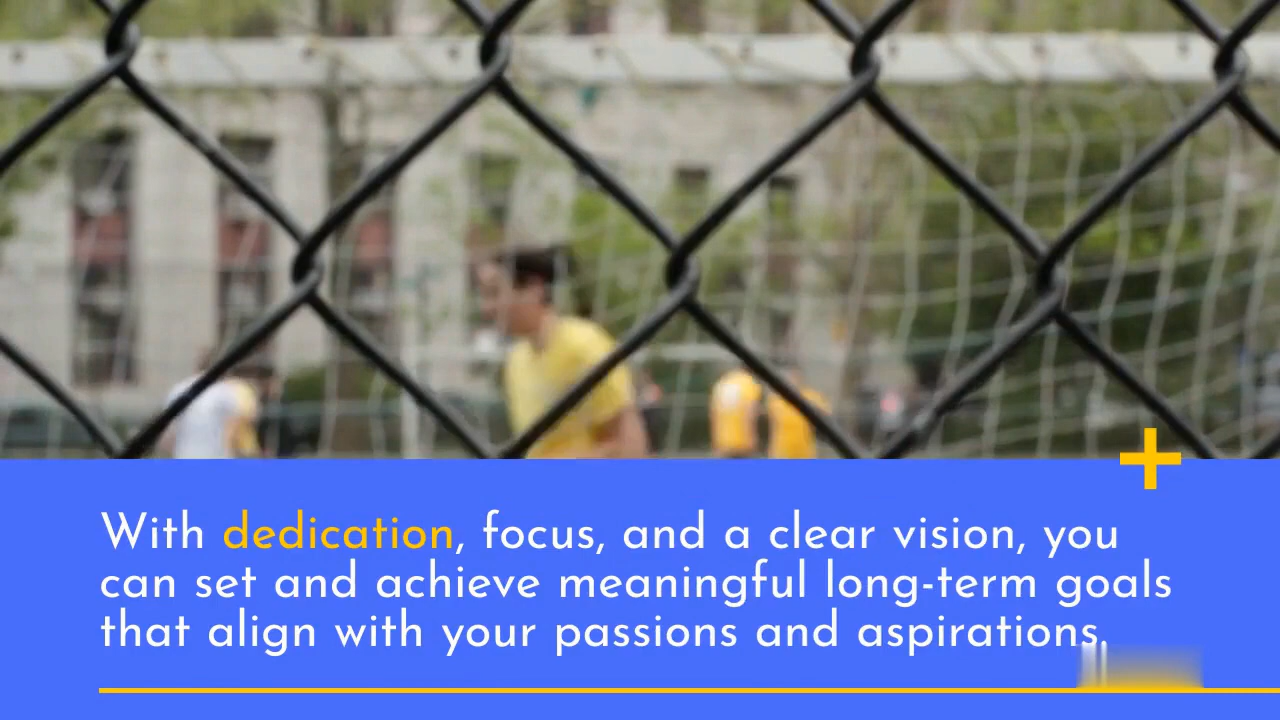 With dedication, focus, and a clear vision, you
can set and achieve meaningful long-term goals
that align with your passions and aspirations.